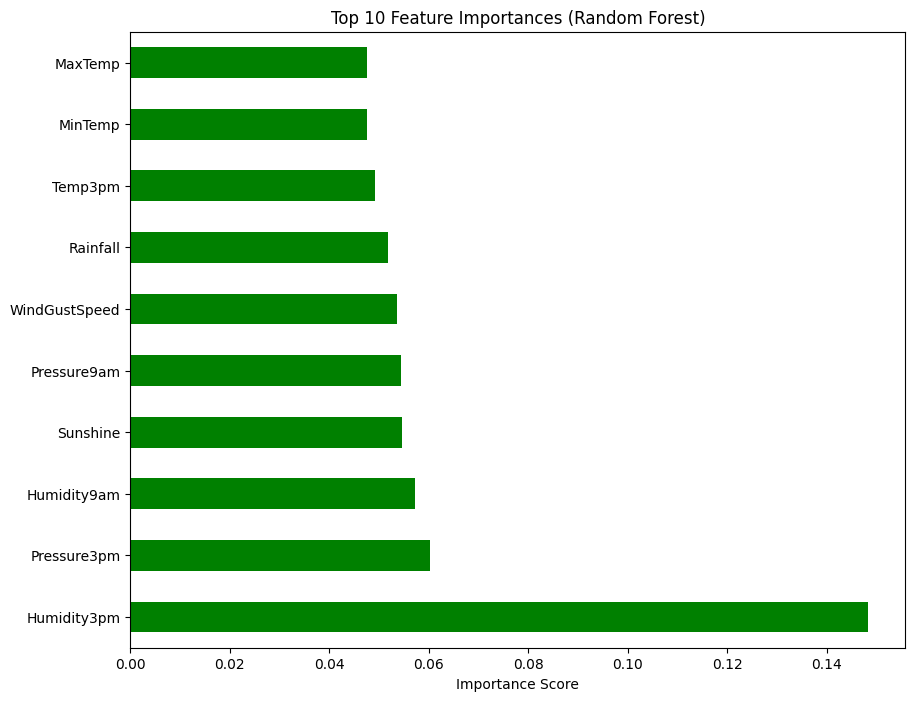 Top 10 Feature Importances (Random Forest)
MaxTemp
MinTemp
Temp3pm
Rainfall
WindGustSpeed
Pressure9am
Sunshine
Humidity9am
Pressure3pm
Humidity3pm
0.00 0.02 0.04 0.06 0.08 0.10 0.12 0.14
Importance Score